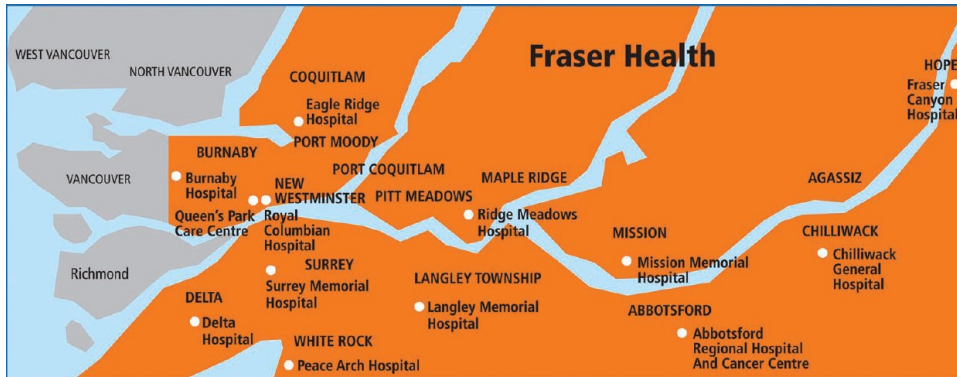 WEST VANCOUVER
NORTH VANCOUVER
Fraser Health
HOPE
Fraser
Canyon
Hospital
COQUITLAM
Eagle Ridge
Hospital
PORT MOODY
BURNABY
Burnaby
Hospital
VANCOUVER
PORT COQUITLAM
NEW
WESTMINSTER
PITT MEADOWS
MAPLE RIDGE
AGASSIZ
Queen's Park
Care Centre
Royal
Columbian
Hospital
Ridge Meadows
Hospital
MISSION
Mission Memorial
Hospital
CHILLIWACK
Chilliwack
General
Hospital
Richmond
SURREY
Surrey Memorial
Hospital
LANGLEY TOWNSHIP
Langley Memorial
Hospital
DELTA
Delta
Hospital
ABBOTSFORD
Abbotsford
Regional Hospital
And Cancer Centre
WHITE ROCK
Peace Arch Hospital